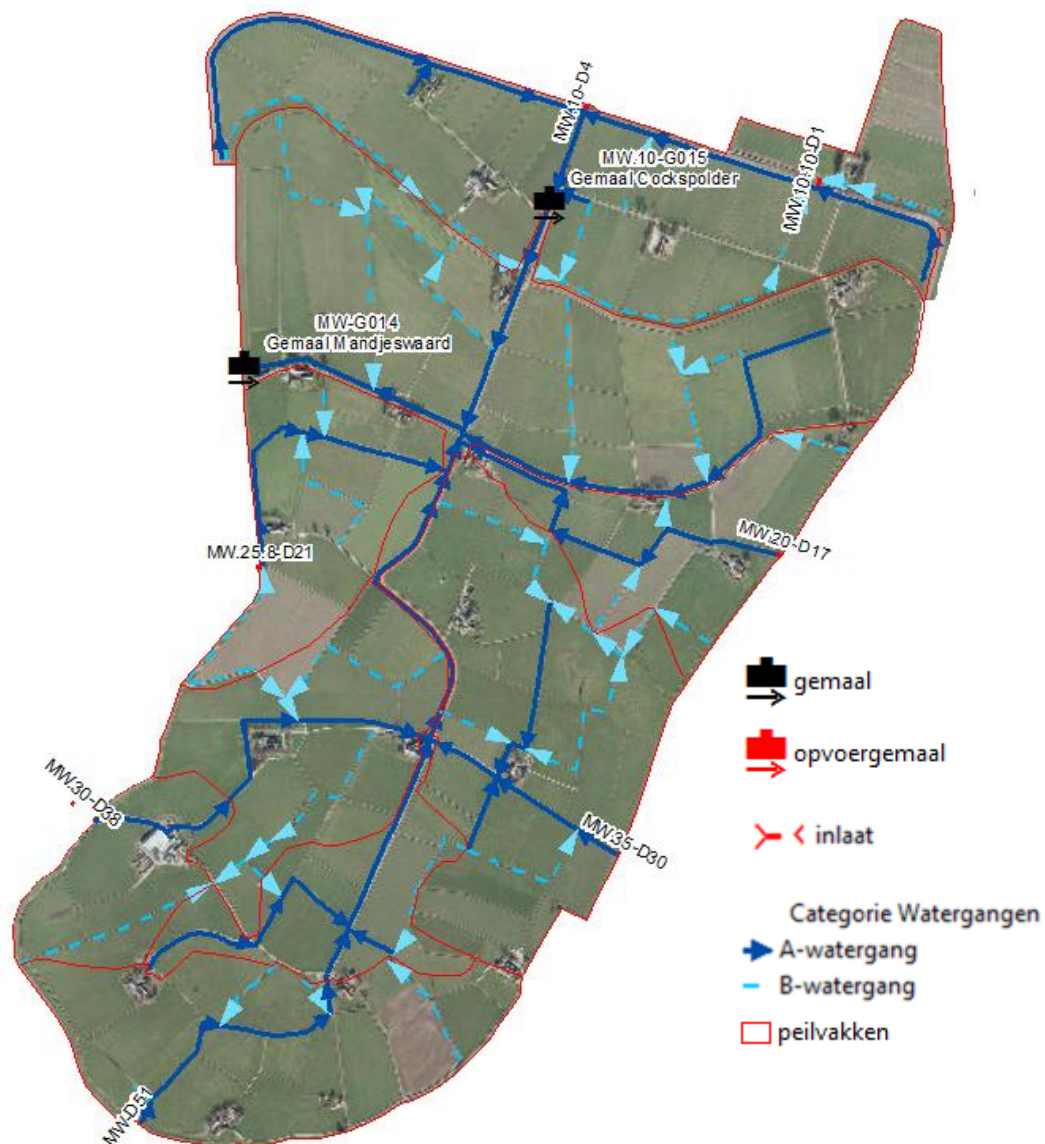 MW.10-D4
MW.10-G015
Gemaal Cockspolder
MW.10-10-D1
MW-G014
Gemaal Mandjeswaard
MW.25.8-D21
MW.20-D17
MW.30-D38
MW.35-D30
MW-D51
gemaal
opvoergemaal
inlaat
Categorie Watergangen
A-watergang
B-watergang
peilvakken